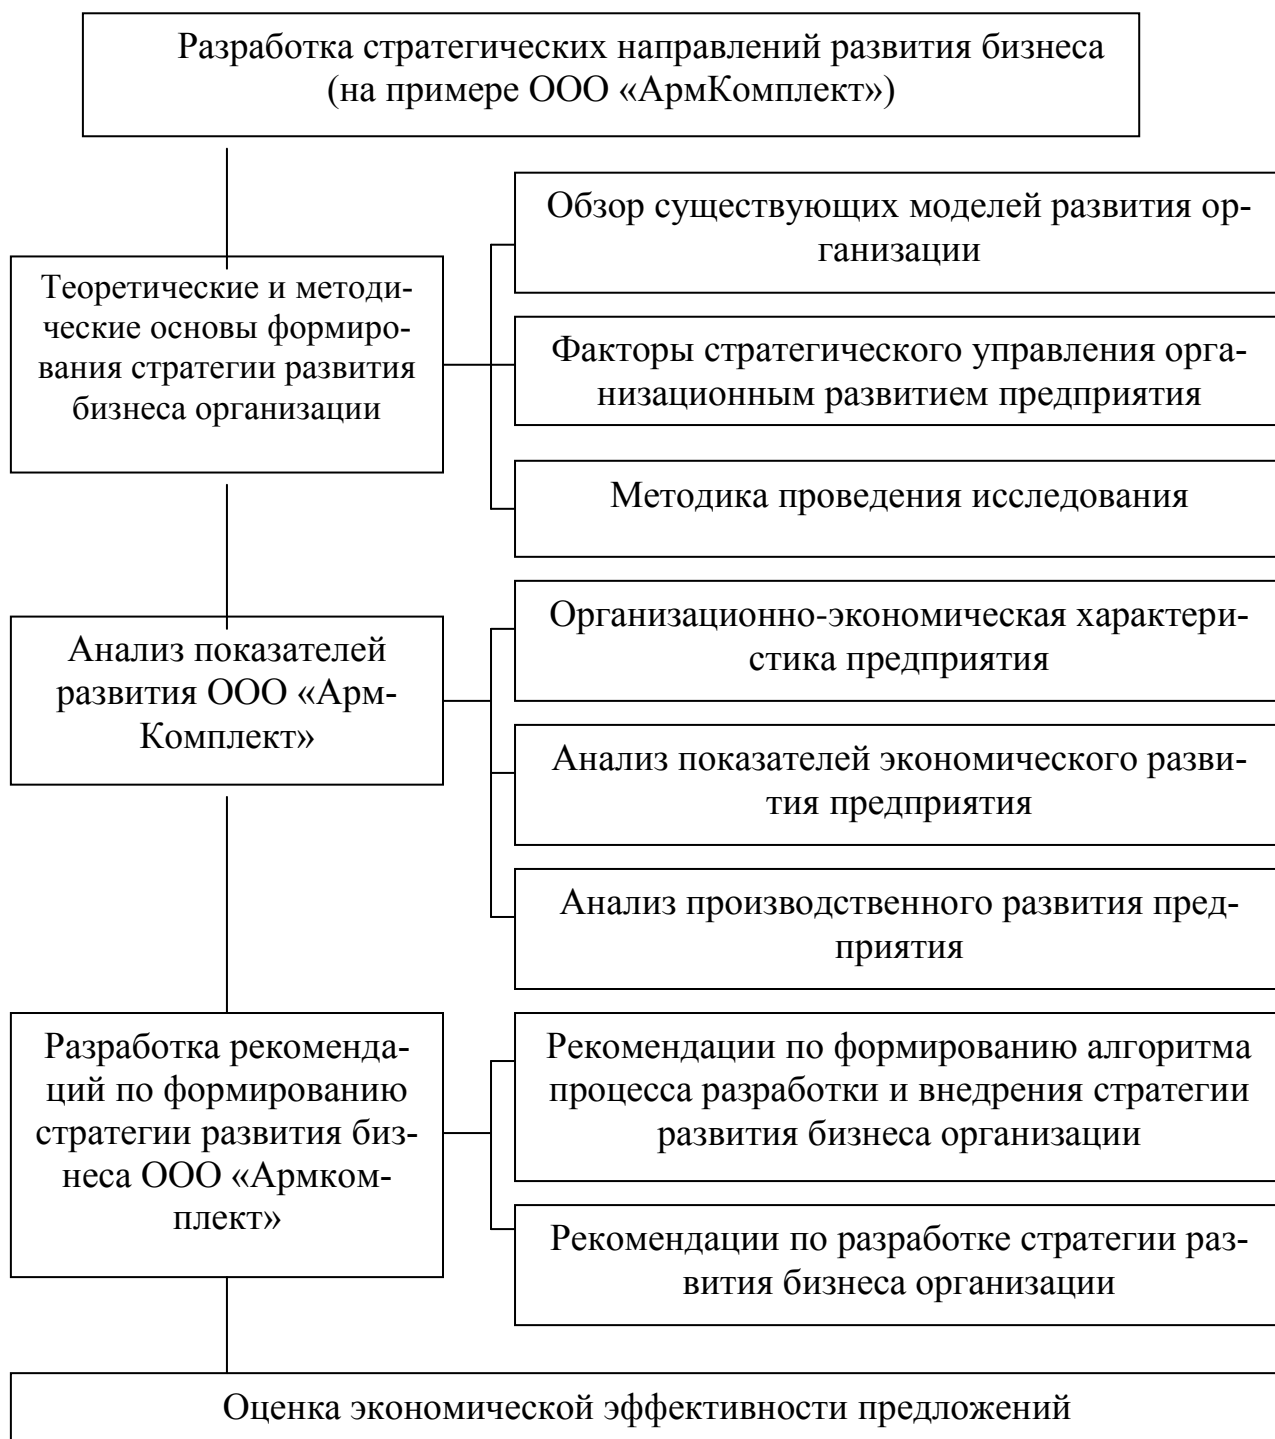 Разработка стратегических направлений развития бизнеса
(на примере ООО «АрмКомплект»)
Теоретические и методи-
ческие основы формиро-
вания стратегии развития
бизнеса организации
Обзор существующих моделей развития ор-
ганизации
Факторы стратегического управления орга-
низационным развитием предприятия
Методика проведения исследования
Анализ показателей
развития ООО «Арм-
Комплект»
Организационно-экономическая характери-
стика предприятия
Анализ показателей экономического разви-
тия предприятия
Анализ производственного развития пред-
приятия
Разработка рекоменда-
ций по формированию
стратегии развития биз-
неса ООО «Армком-
плект»
Рекомендации по формированию алгоритма
процесса разработки и внедрения стратегии
развития бизнеса организации
Рекомендации по разработке стратегии раз-
вития бизнеса организации
Оценка экономической эффективности предложений